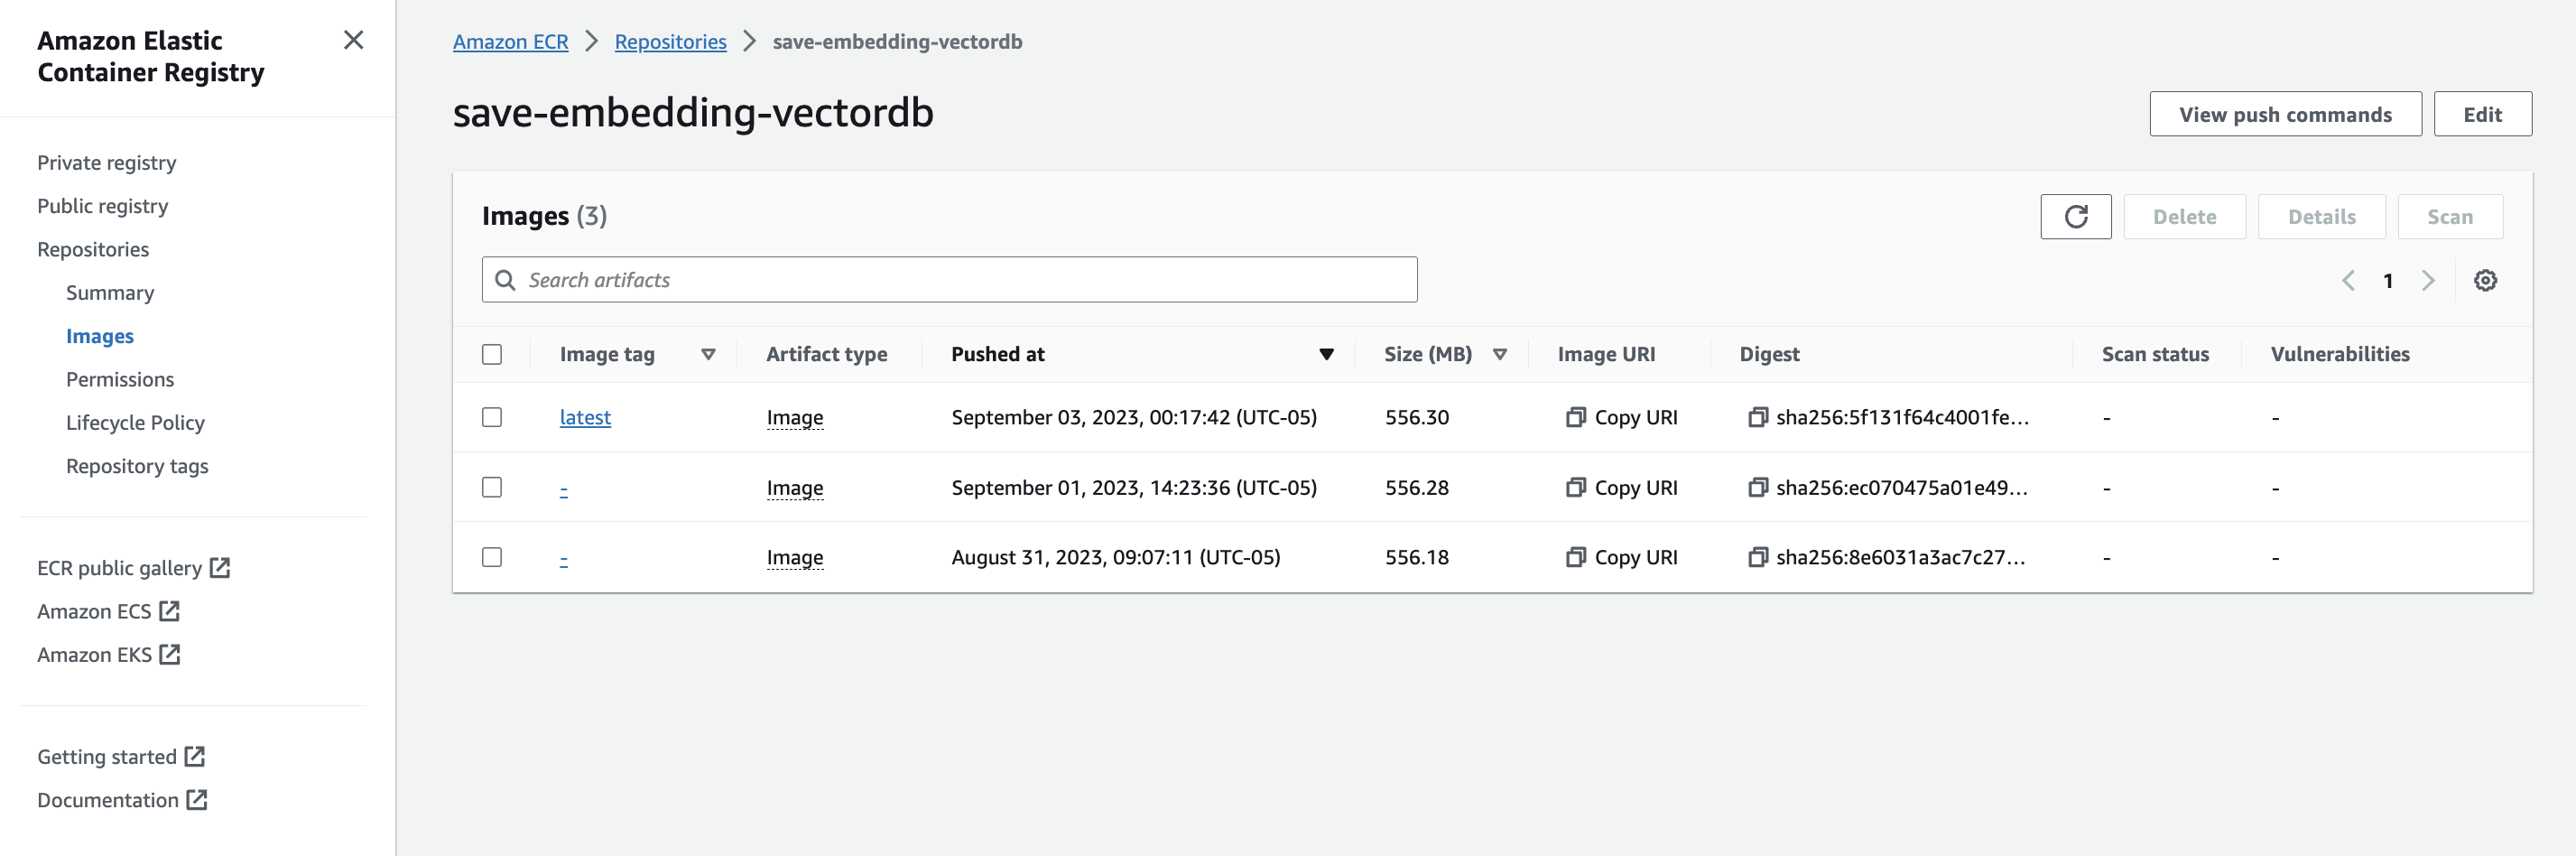 Amazon Elastic
Container Registry
Private registry
Public registry
Repositories
Summary
Images
Permissions
Lifecycle Policy
Repository tags
ECR public gallery
Amazon ECS
Amazon EKS
Getting started
Documentation
Amazon ECR > Repositories > save-embedding-vectordb
save-embedding-vectordb View push commands Edit
Images (3) Delete Details Scan
Search artifacts 1
Image tag Artifact type Pushed at Size (MB) Image URI Digest Scan status Vulnerabilities
latest Image September 03, 2023, 00:17:42 (UTC-05) 556.30 Copy URI sha256:5f131f64c4001fe... - -
- Image September 01, 2023, 14:23:36 (UTC-05) 556.28 Copy URI sha256:ec070475a01e49... - -
- Image August 31, 2023, 09:07:11 (UTC-05) 556.18 Copy URI sha256:8e6031a3ac7c27... - -